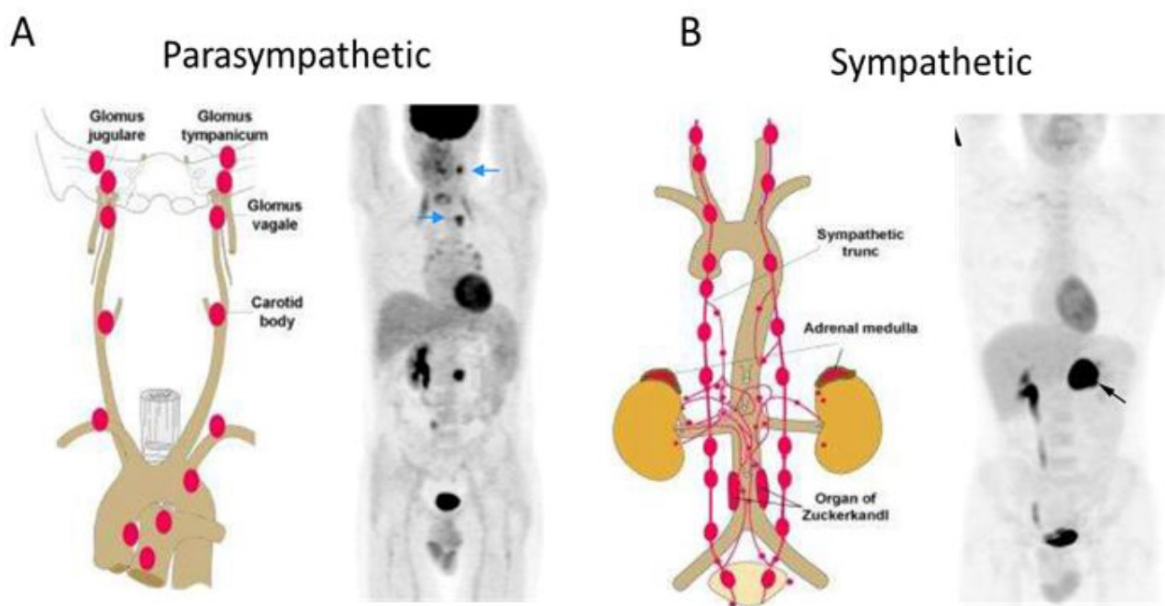 A
Parasympathetic
Glomus
jugulare
Glomus
tympanicum
Glomus
vagale
Carotid
body
B
Sympathetic
Sympathetic
trunc
Adrenal medulla
Organ of
Zuckerkandl